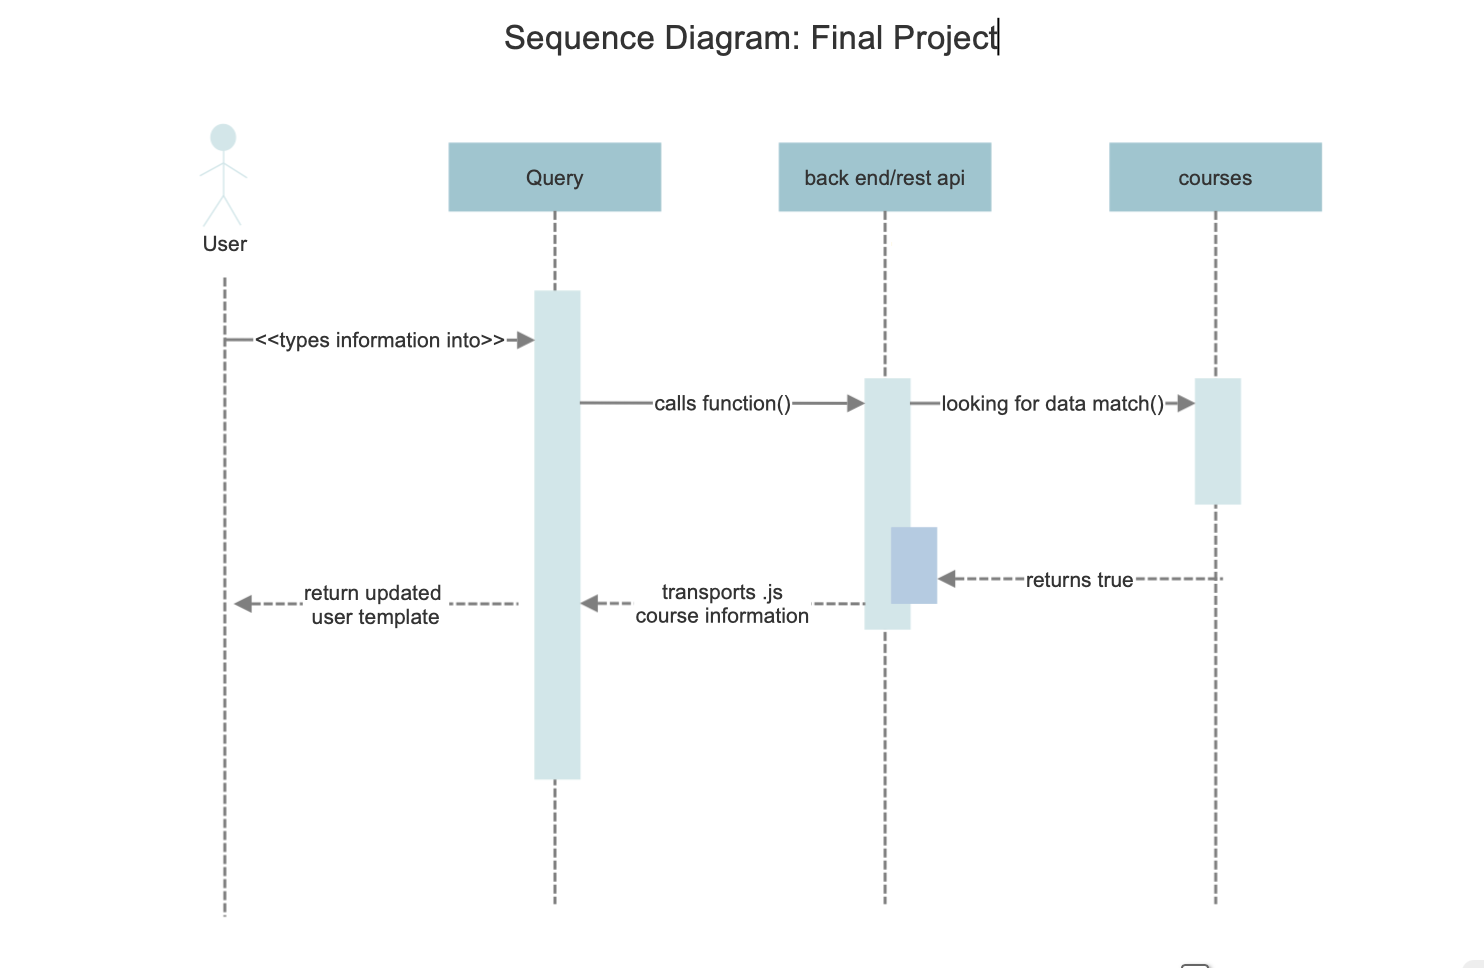 Sequence Diagram: Final Project
Query
back end/rest api
courses
User
<<types information into>>
calls function()
looking for data match()
returns true
transports .js
course information
return updated
user template